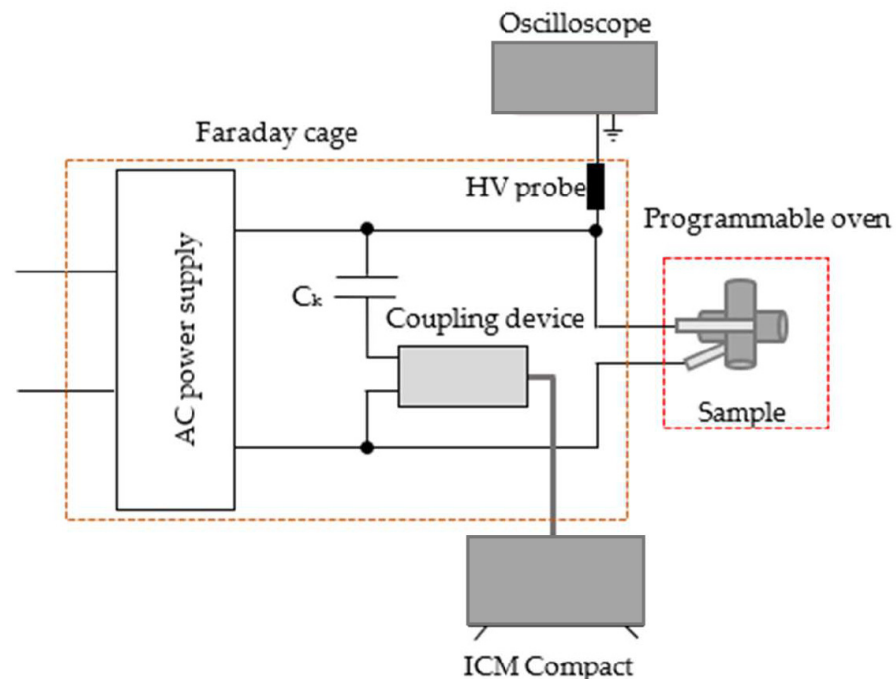 Oscilloscope
Faraday cage
HV probe
Programmable oven
AC power supply
Cₖ
Coupling device
Sample
ICM Compact